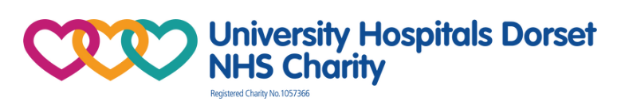 University Hospitals Dorset
NHS Charity
Registered Charity No. 1057366